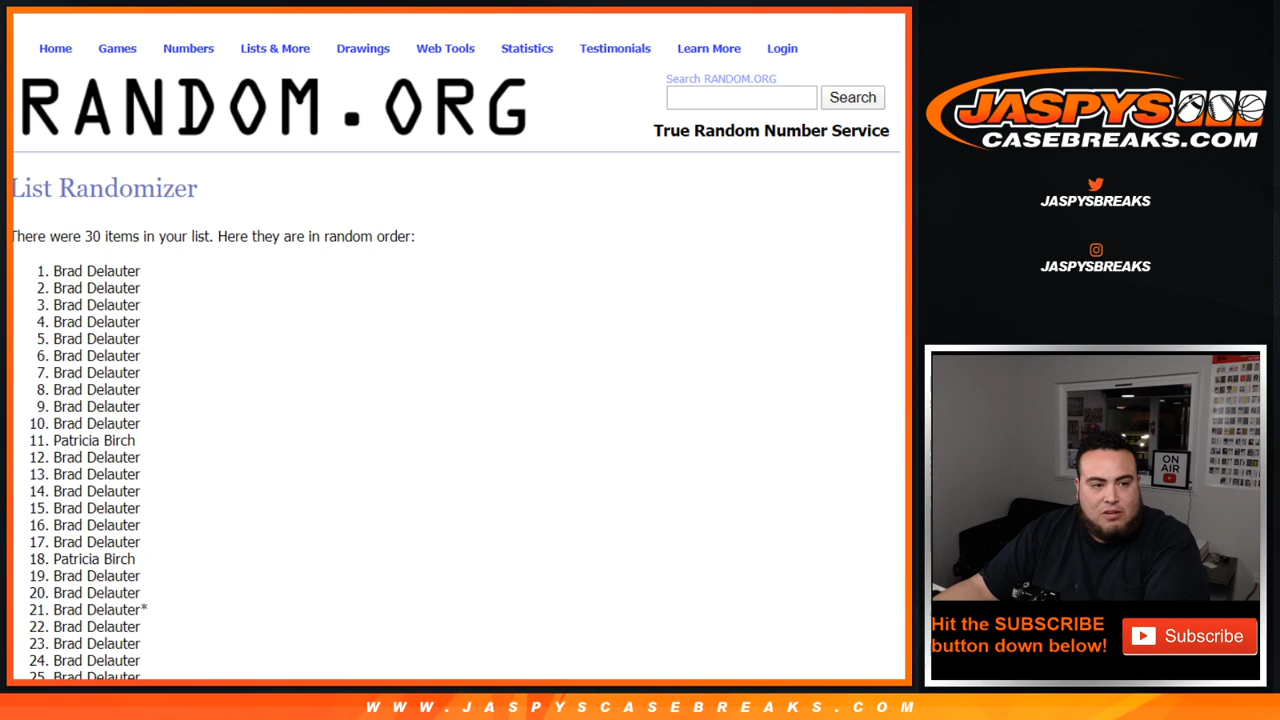 Home Games Numbers Lists & More Drawings Web Tools Statistics Testimonials Learn More Login
RANDOM.ORG
Search RANDOM.ORG
Search
True Random Number Service
List Randomizer
There were 30 items in your list. Here they are in random order:
1. Brad Delauter
2. Brad Delauter
3. Brad Delauter
4. Brad Delauter
5. Brad Delauter
6. Brad Delauter
7. Brad Delauter
8. Brad Delauter
9. Brad Delauter
10. Brad Delauter
11. Patricia Birch
12. Brad Delauter
13. Brad Delauter
14. Brad Delauter
15. Brad Delauter
16. Brad Delauter
17. Brad Delauter
18. Patricia Birch
19. Brad Delauter
20. Brad Delauter
21. Brad Delauter*
22. Brad Delauter
23. Brad Delauter
24. Brad Delauter
25. Brad Delauter
JASPYS
CASEBREAKS.COM
JASPYSBREAKS
JASPYSBREAKS
ON
AIR
Hit the SUBSCRIBE
button down below!
Subscribe
WWW.JASPYSCASEBREAKS.COM